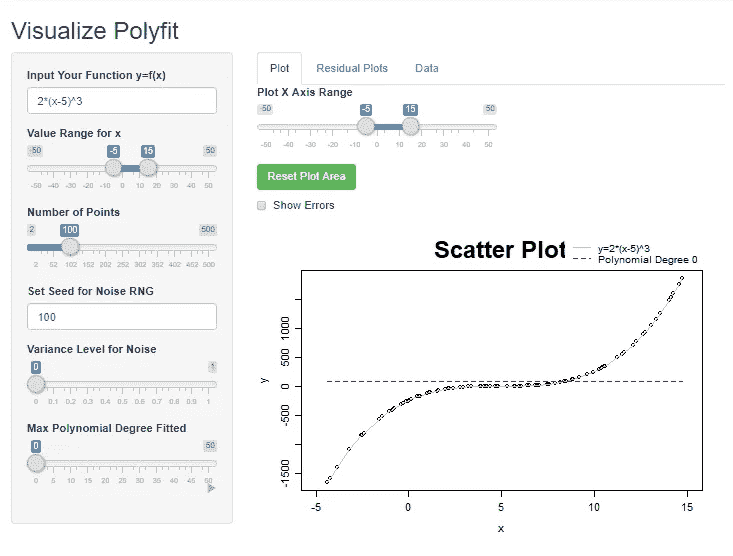 Visualize Polyfit
Input Your Function y=f(x)
2*(x-5)^3
Value Range for x
-50 -5 15 50
-50 -40 -30 -20 -10 0 10 20 30 40 50
Number of Points
2 100 500
2 52 102 152 202 252 302 352 402 452 500
Set Seed for Noise RNG
100
Variance Level for Noise
0 1
0 0.1 0.2 0.3 0.4 0.5 0.6 0.7 0.8 0.9 1
Max Polynomial Degree Fitted
0 50
0 5 10 15 20 25 30 35 40 45 50
Plot Residual Plots Data
Plot X Axis Range
-50 -5 15 50
-50 -40 -30 -20 -10 0 10 20 30 40 50
Reset Plot Area
Show Errors
Scatter Plot
y=2*(x-5)^3
Polynomial Degree 0
y
1000
500
0
-500
-1500
-5 0 5 10 15
x